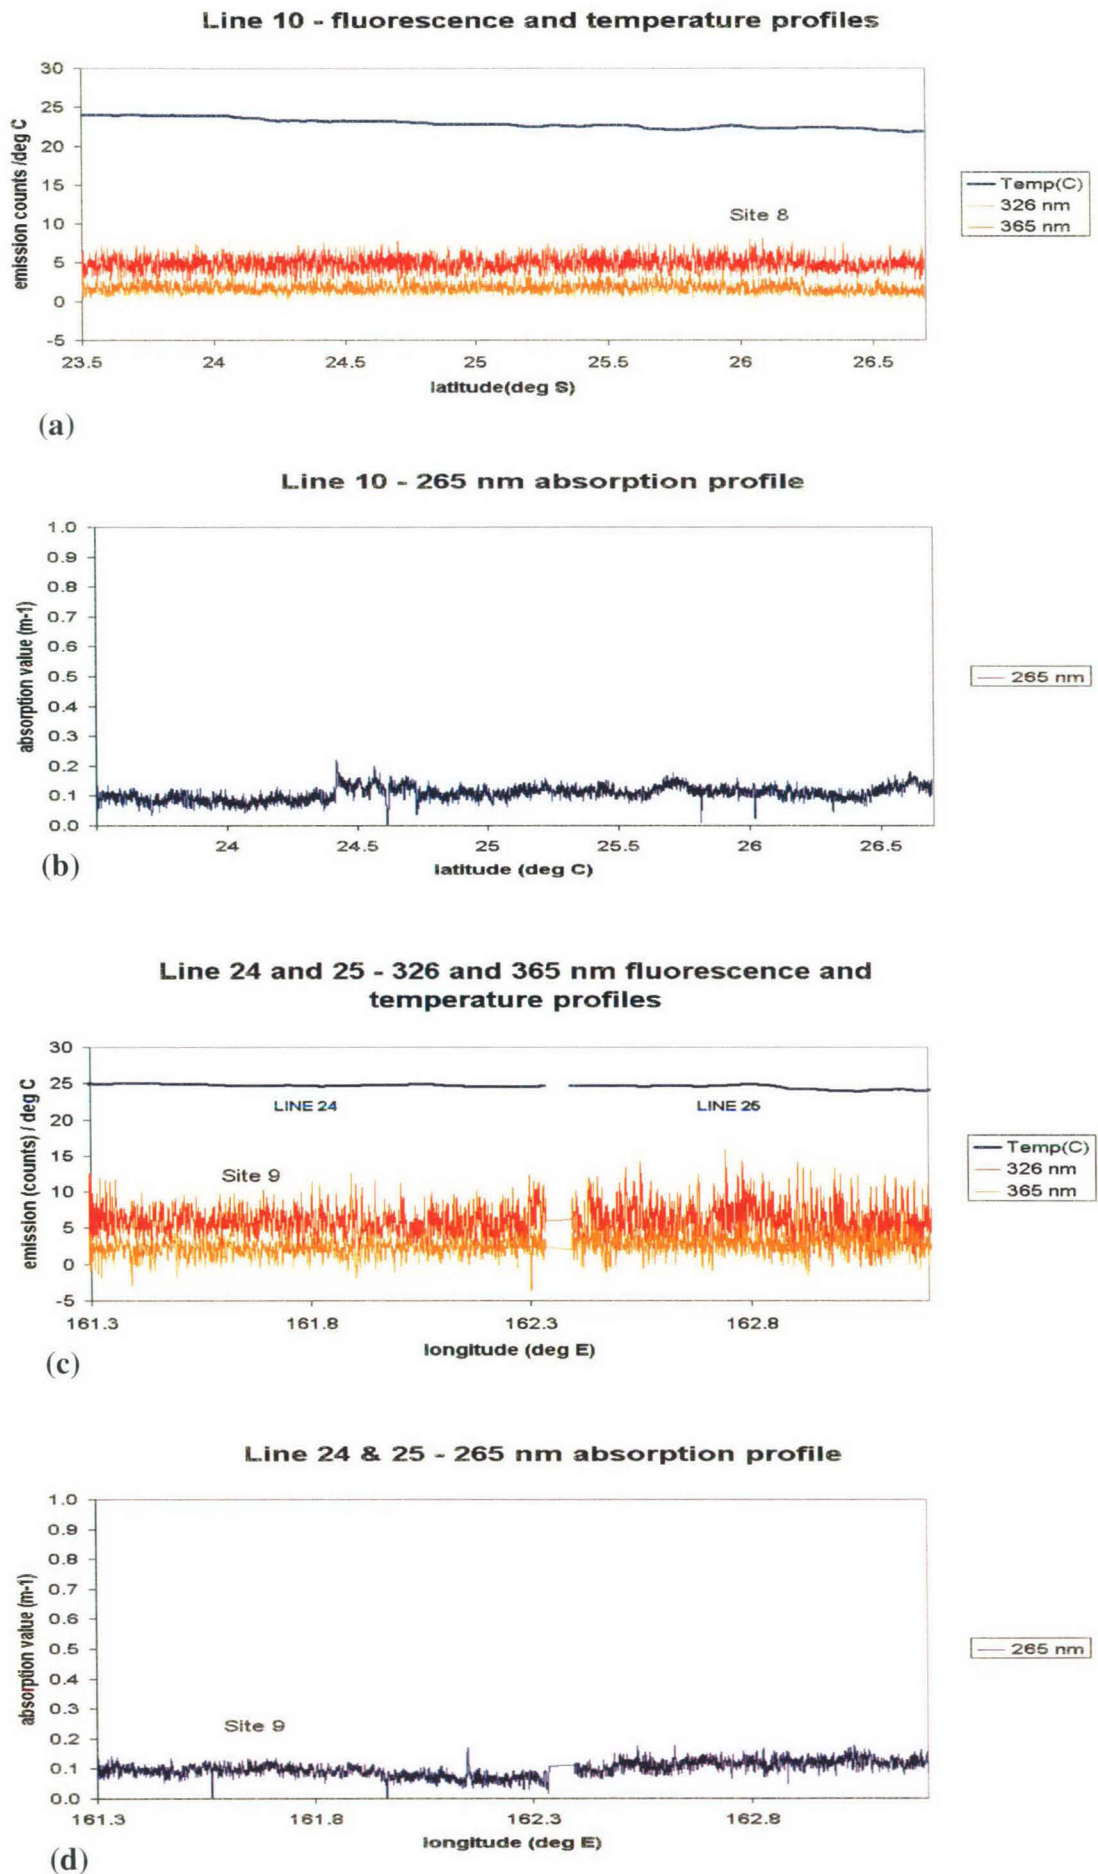 Line 10 - fluorescence and temperature profiles
emission counts /deg C
30
25
20
15
10
5
0
-5
Site 8
23.5 24 24.5 25 25.5 26 26.5
latitude(deg S)
Temp(C)
326 nm
365 nm
(a)
Line 10 - 265 nm absorption profile
absorption value (m-1)
1.0
0.9
0.8
0.7
0.6
0.5
0.4
0.3
0.2
0.1
0.0
24 24.5 25 25.5 26 26.5
latitude (deg C)
265 nm
(b)
Line 24 and 25 - 326 and 365 nm fluorescence and
temperature profiles
emission (counts) / deg C
30
25
20
15
10
5
0
-5
LINE 24
LINE 25
Site 9
161.3 161.8 162.3 162.8
longitude (deg E)
Temp(C)
326 nm
365 nm
(c)
Line 24 & 25 - 265 nm absorption profile
absorption value (m-1)
1.0
0.9
0.8
0.7
0.6
0.5
0.4
0.3
0.2
0.1
0.0
Site 9
161.3 161.8 162.3 162.8
longitude (deg E)
265 nm
(d)